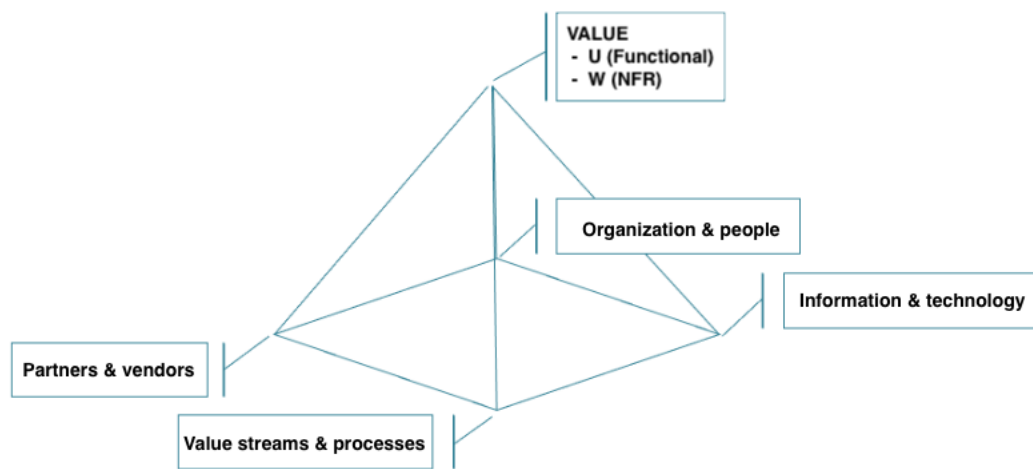 VALUE
- U (Functional)
- W (NFR)
Organization & people
Information & technology
Partners & vendors
Value streams & processes